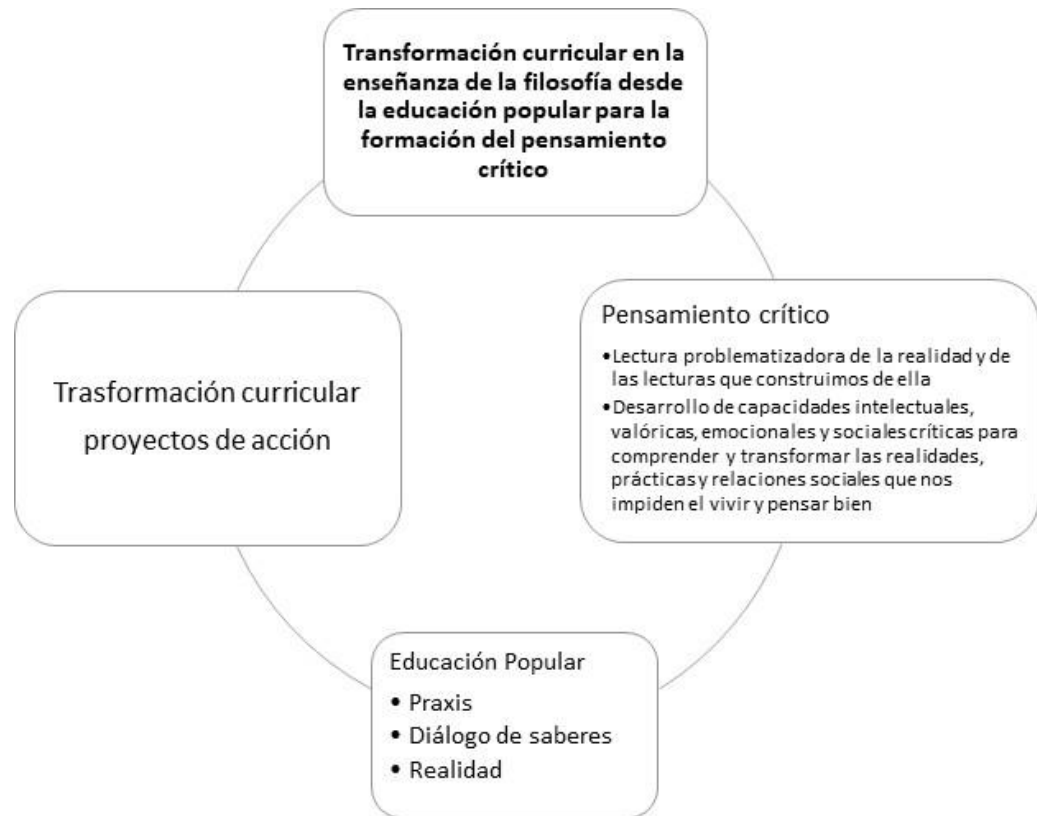 Transformación curricular en la
enseñanza de la filosofía desde
la educación popular para la
formación del pensamiento
crítico
Pensamiento crítico
•Lectura problematizadora de la realidad y de
las lecturas que construimos de ella
•Desarrollo de capacidades intelectuales,
valóricas, emocionales y sociales críticas para
comprender y transformar las realidades,
prácticas y relaciones sociales que nos
impiden el vivir y pensar bien
Educación Popular
• Praxis
• Diálogo de saberes
• Realidad
Trasformación curricular
proyectos de acción